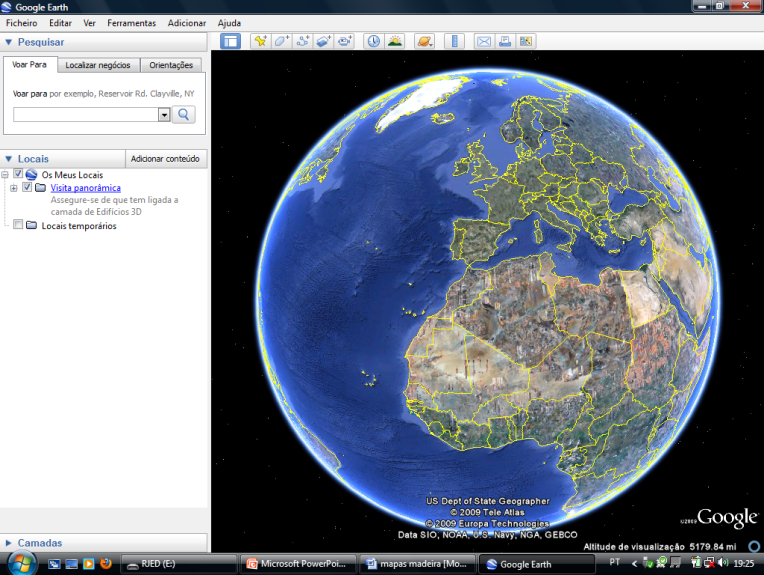 Google Earth
Ficheiro Editar Ver Ferramentas Adicionar Ajuda
Pesquisar
Voar Para Localizar negócios Orientações
Voar para por exemplo, Reservoir Rd. Clayville, NY
Locais Adicionar conteúdo
Os Meus Locais
Visita panorâmica
Assegure-se de que tem ligada a
camada de Edifícios 3D
Locais temporários
US Dept of State Geographer
© 2009 Tele Atlas
© 2009 Europa Technologies
Data SIO, NOAA, U.S. Navy, NGA, GEBCO
©2009 Google
Camadas
Altitude de visualização 5179.84 mi
RJED (E:) Microsoft PowerPoi... mapas madeira [Mo... Google Earth PT 19:25